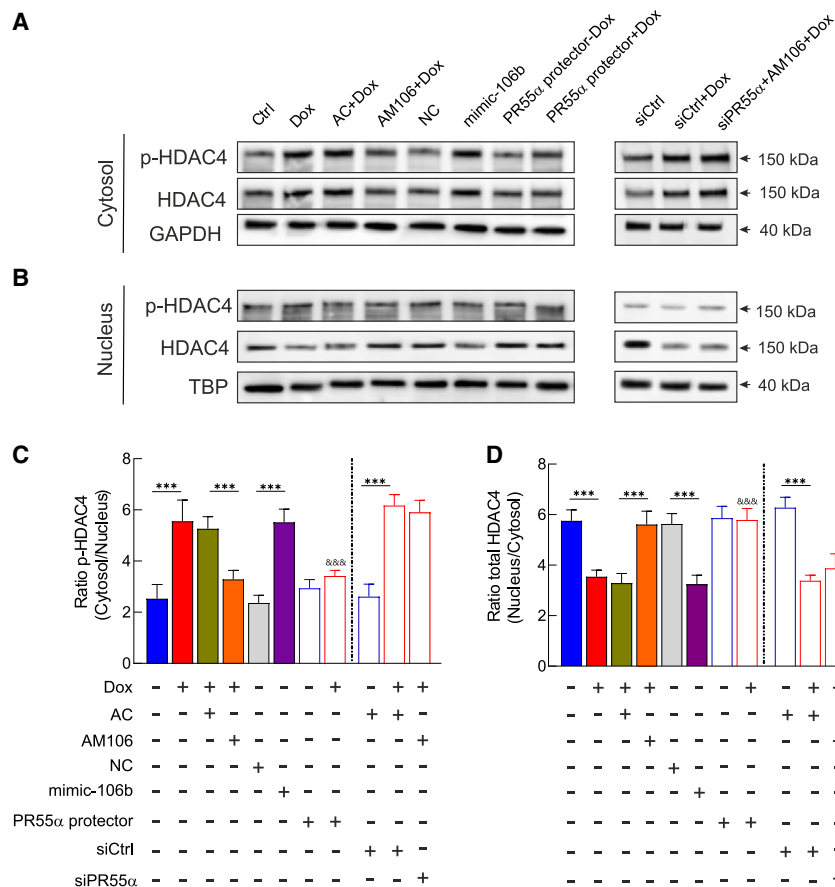 A
Ctrl Dox AC+Dox AM106+Dox NC mimic-106b PR55α protector-Dox PR55α protector+Dox siCtrl siCtrl+Dox siPR55α+AM106+Dox
Cytosol
p-HDAC4 150 kDa
HDAC4 150 kDa
GAPDH 40 kDa
B
Nucleus
p-HDAC4 150 kDa
HDAC4 150 kDa
TBP 40 kDa
C
Ratio p-HDAC4
(Cytosol/Nucleus)
8
6
4
2
0
*** *** *** &&& ***
Dox - + + + - - - + - + +
AC - - + - - - - - + + -
AM106 - - - + - - - - - - +
NC - - - - + - - - - - -
mimic-106b - - - - - + - - - - -
PR55α protector - - - - - - + + - - -
siCtrl - - - - - - - - + + -
siPR55α - - - - - - - - - - +
D
Ratio total HDAC4
(Nucleus/Cytosol)
8
6
4
2
0
*** *** *** &&& ***
- + + + - - - + - +
- - + - - - - - + +
- - - + - - - - - -
- - - - + - - - - -
- - - - - + - - - -
- - - - - - + + - -
- - - - - - - - + +
- - - - - - - - - -